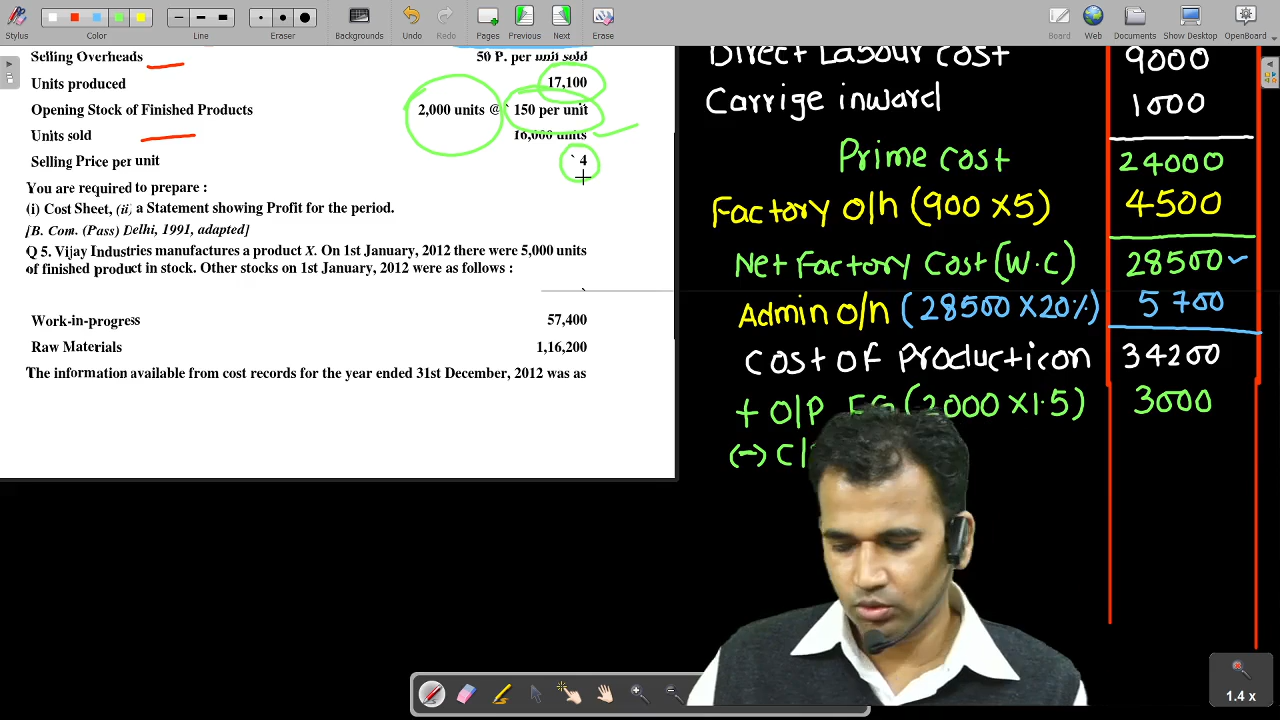 Stylus
Color
Line
Eraser
Backgrounds
Undo
Redo
Pages
Previous
Next
Erase
Board
Web
Documents
Show Desktop
OpenBoard
Selling Overheads 50 P. per unit sold
Units produced 17,100
Opening Stock of Finished Products 2,000 units @ ` 150 per unit
Units sold 16,000 units
Selling Price per unit ` 4
You are required to prepare :
(i) Cost Sheet, (ii) a Statement showing Profit for the period.
[B. Com. (Pass) Delhi, 1991, adapted]
Q 5. Vijay Industries manufactures a product X. On 1st January, 2012 there were 5,000 units
of finished product in stock. Other stocks on 1st January, 2012 were as follows :
`
Work-in-progress 57,400
Raw Materials 1,16,200
The information available from cost records for the year ended 31st December, 2012 was as
Direct Labour cost 9000
Carrige inward 1000
Prime cost 24000
Factory o/h (900 X5) 4500
Net Factory Cost (W.C) 28500
Admin o/h (28500 X20%) 5700
Cost of Producticon 34200
+ O/P FG (2000 X1.5) 3000
(-) C/
1.4 x